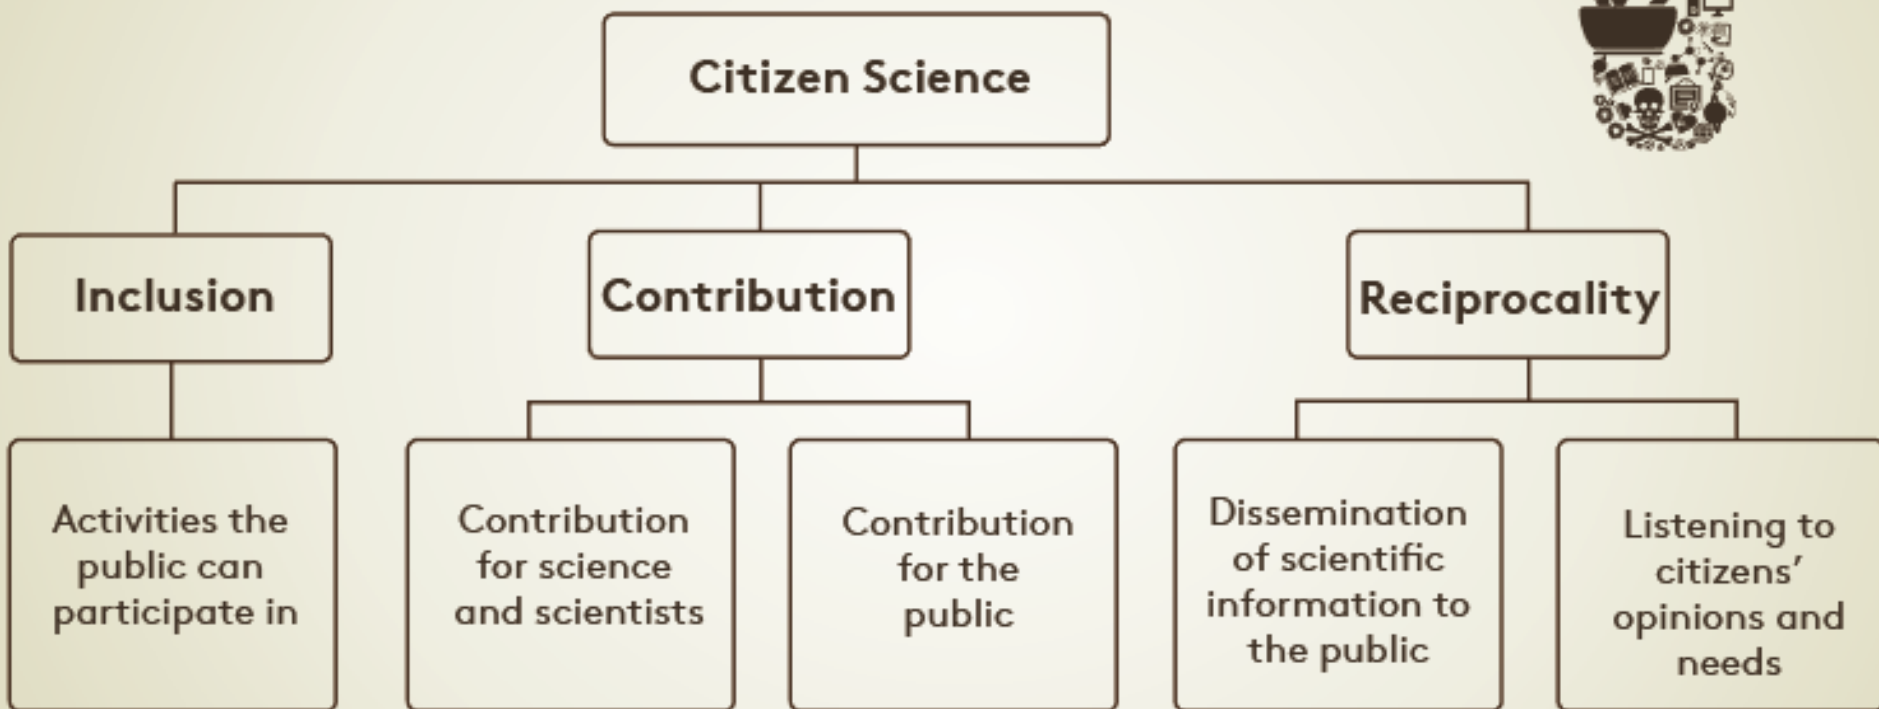 Citizen Science
Inclusion
Contribution
Reciprocality
Activities the
public can
participate in
Contribution
for science
and scientists
Contribution
for the
public
Dissemination
of scientific
information to
the public
Listening to
citizens’
opinions and
needs